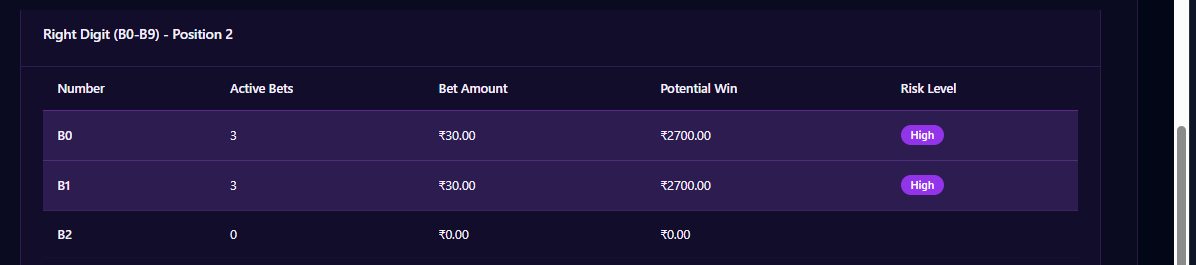 Right Digit (B0-B9) - Position 2
Number Active Bets Bet Amount Potential Win Risk Level
B0 3 ₹30.00 ₹2700.00 High
B1 3 ₹30.00 ₹2700.00 High
B2 0 ₹0.00 ₹0.00